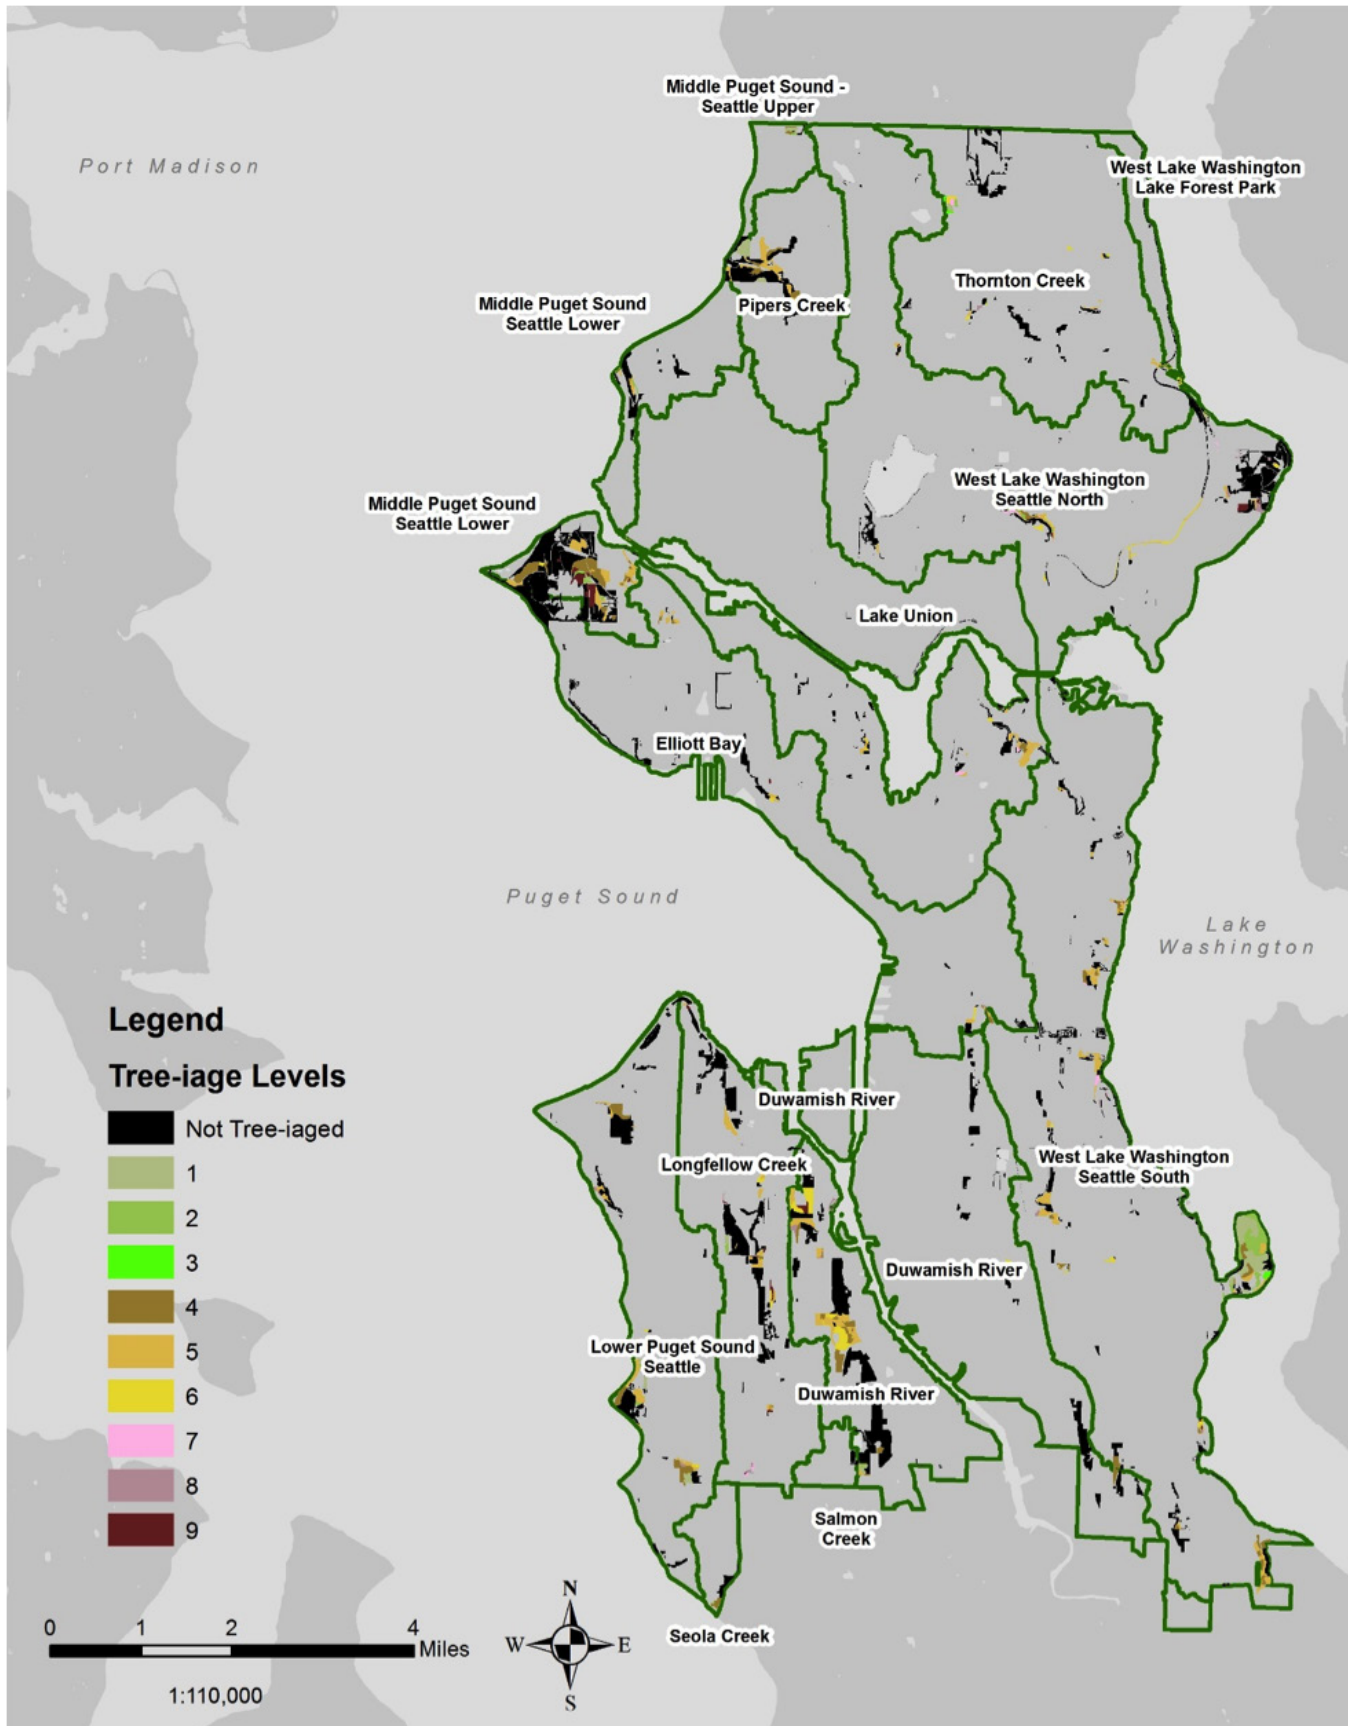 Middle Puget Sound -
Seattle Upper
Port Madison
West Lake Washington
Lake Forest Park
Thornton Creek
Middle Puget Sound
Seattle Lower
Pipers Creek
West Lake Washington
Seattle North
Middle Puget Sound
Seattle Lower
Lake Union
Elliott Bay
Puget Sound
Lake
Washington
Legend
Tree-iage Levels
Not Tree-iaged
1
2
3
4
5
6
7
8
9
Duwamish River
Longfellow Creek
West Lake Washington
Seattle South
Duwamish River
Lower Puget Sound
Seattle
Duwamish River
Salmon
Creek
Seola Creek
N
W E
S
0 1 2 4
Miles
1:110,000